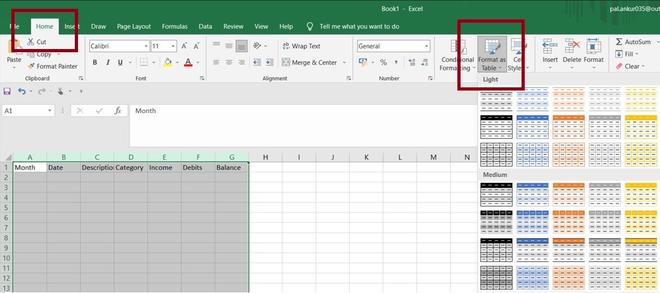 Book1 - Excel
pal.ankur035@out
File Home Insert Draw Page Layout Formulas Data Review View Help Tell me what you want to do
Cut
Copy
Format Painter
Paste
Clipboard
Calibri 11
B I U
Font
Wrap Text
Merge & Center
Alignment
General
Number
Conditional Formatting
Format as Table
Cell Styles
Insert Delete Format
AutoSum
Fill
Clear
Light
Medium
A1 fx Month
A B C D E F G H I J K L M N
1 Month Date Descriptio Category Income Debits Balance
2
3
4
5
6
7
8
9
10
11
12
13